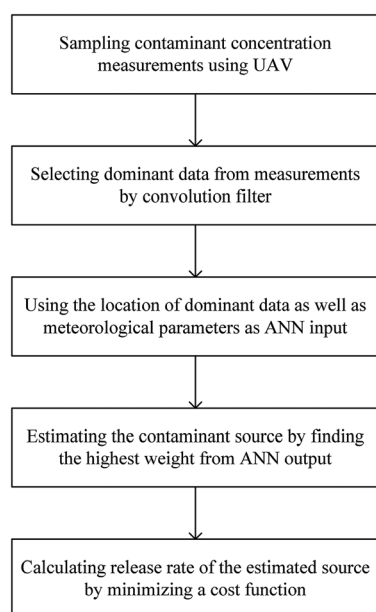 Sampling contaminant concentration
measurements using UAV
Selecting dominant data from measurements
by convolution filter
Using the location of dominant data as well as
meteorological parameters as ANN input
Estimating the contaminant source by finding
the highest weight from ANN output
Calculating release rate of the estimated source
by minimizing a cost function